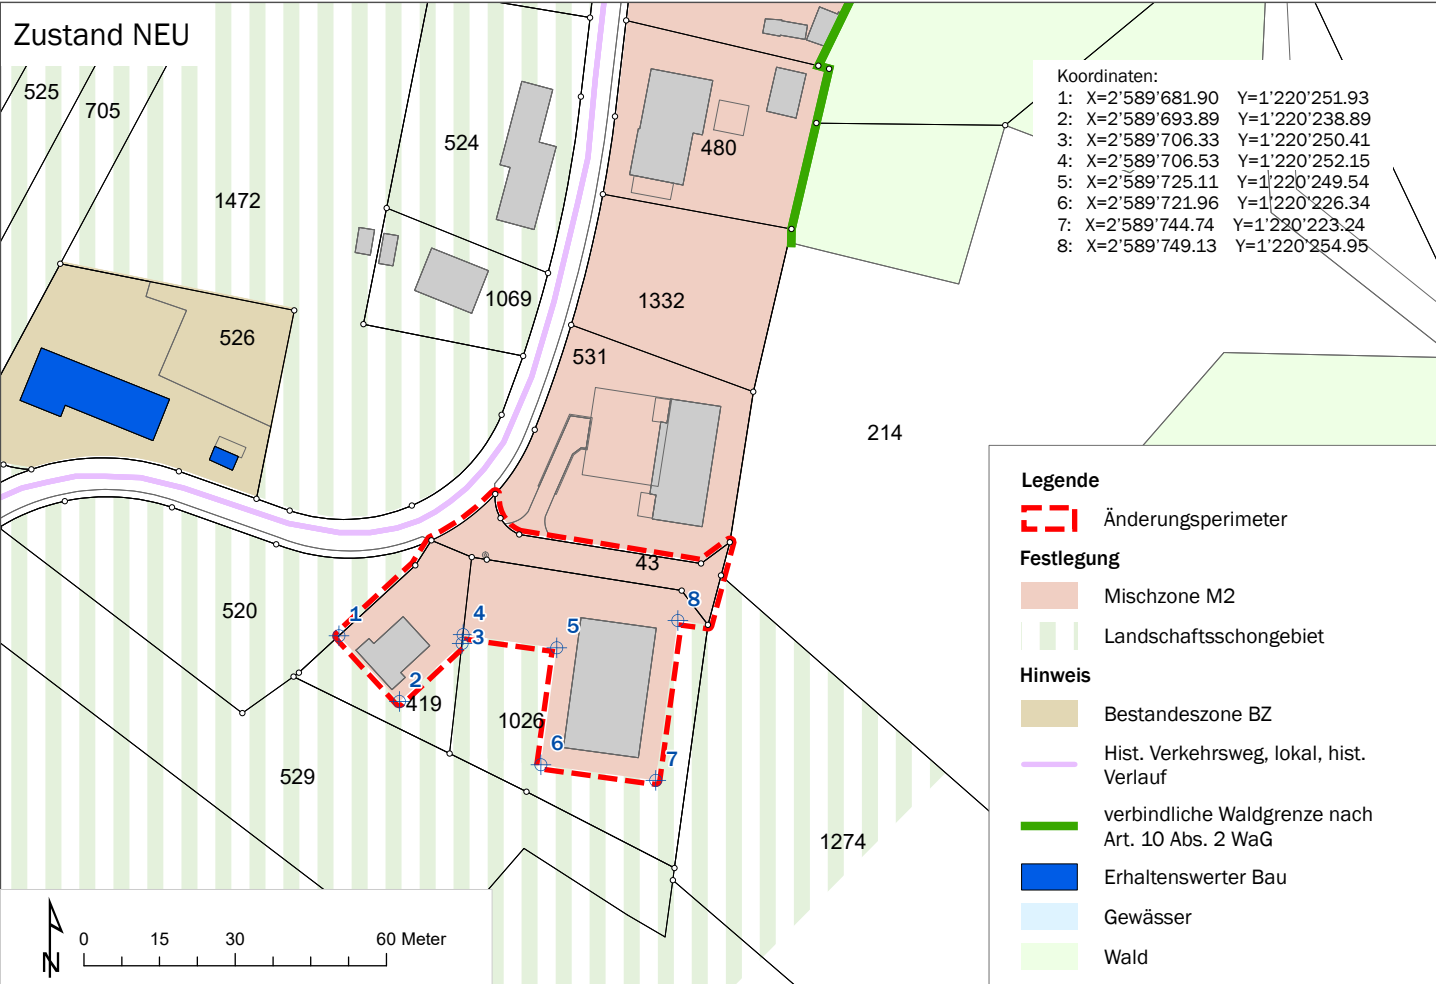 Zustand NEU
Koordinaten:
1: X=2'589'681.90 Y=1'220'251.93
2: X=2'589'693.89 Y=1'220'238.89
3: X=2'589'706.33 Y=1'220'250.41
4: X=2'589'706.53 Y=1'220'252.15
5: X=2'589'725.11 Y=1'220'249.54
6: X=2'589'721.96 Y=1'220'226.34
7: X=2'589'744.74 Y=1'220'223.24
8: X=2'589'749.13 Y=1'220'254.95
525
705
524
480
1472
1069
1332
526
531
214
43
520
1
8
4
5
3
2
419
1026
6
7
529
1274
Legende
Änderungsperimeter
Festlegung
Mischzone M2
Landschaftsschongebiet
Hinweis
Bestandeszone BZ
Hist. Verkehrsweg, lokal, hist.
Verlauf
verbindliche Waldgrenze nach
Art. 10 Abs. 2 WaG
Erhaltenswerter Bau
Gewässer
Wald
N
0 15 30 60 Meter